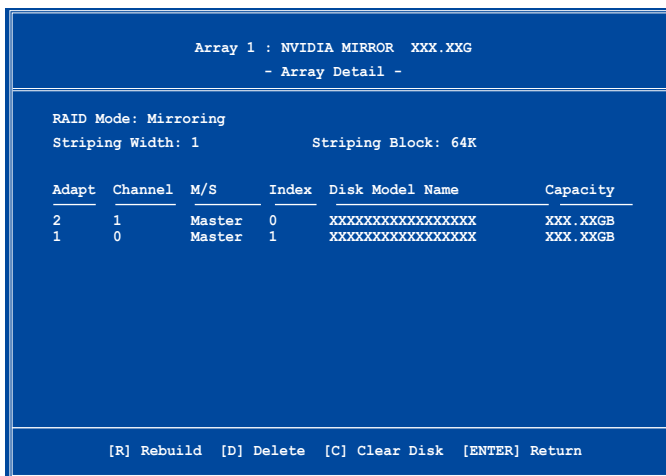 Array 1 : NVIDIA MIRROR XXX.XXG
- Array Detail -
RAID Mode: Mirroring
Striping Width: 1 Striping Block: 64K
Adapt Channel M/S Index Disk Model Name Capacity
2 1 Master 0 XXXXXXXXXXXXXXXXX XXX.XXGB
1 0 Master 1 XXXXXXXXXXXXXXXXX XXX.XXGB
[R] Rebuild [D] Delete [C] Clear Disk [ENTER] Return